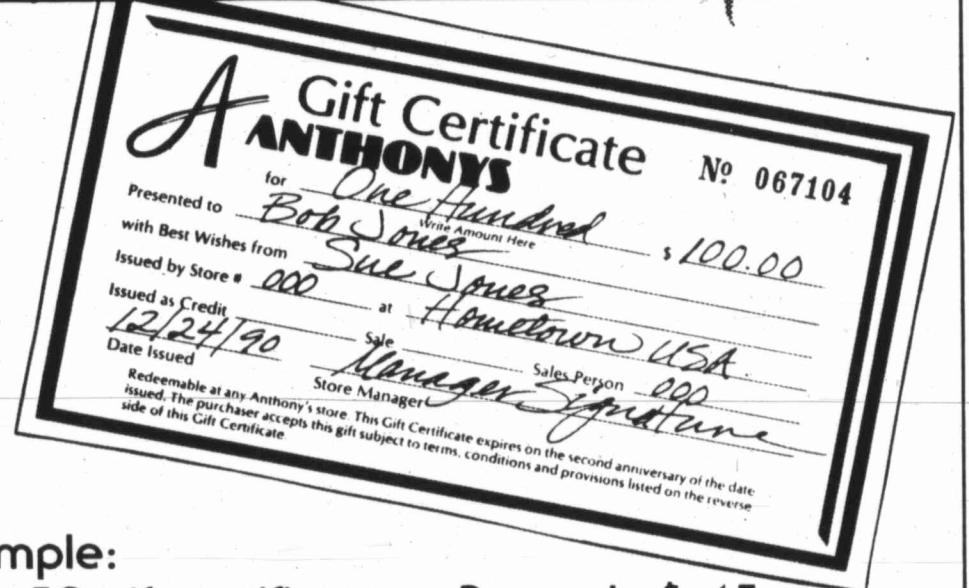 A Gift Certificate
ANTHONYS
Nº 067104
for One Hundred $ 100.00
Write Amount Here
Presented to Bob Jones
with Best Wishes from Sue Jones
Issued by Store # 000 at Hometown USA.
Issued as Credit Sale Sales Person 000
12/24/90 Manager Signature
Date Issued Store Manager
Redeemable at any Anthony's store. This Gift Certificate expires on the second anniversary of the date
issued. The purchaser accepts this gift subject to terms, conditions and provisions listed on the reverse
side of this Gift Certificate.
mple: